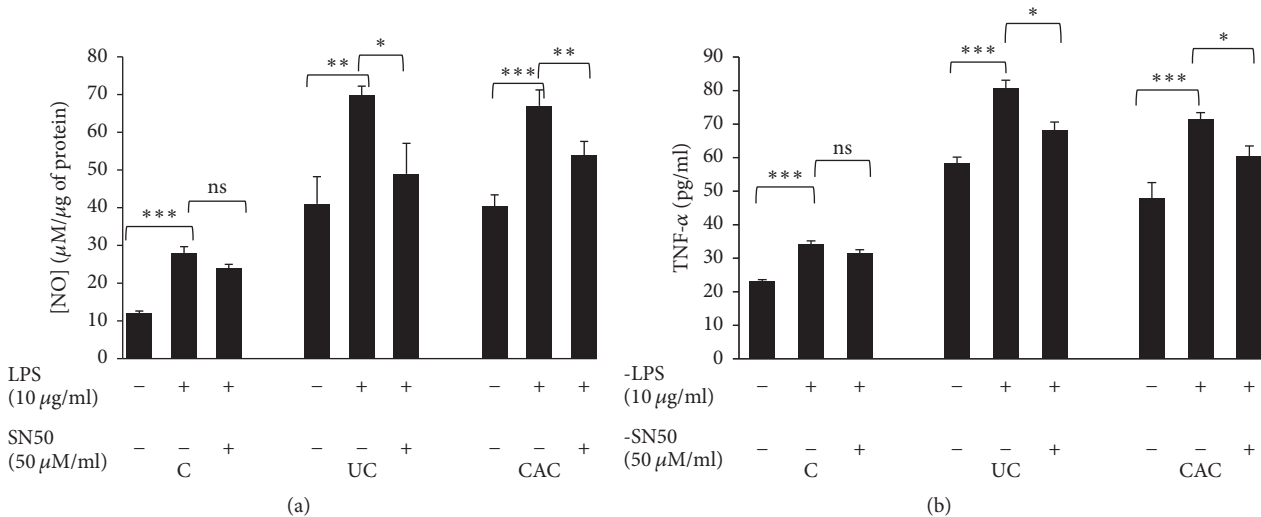 80
70
60
50
40
30
20
10
0
[NO] (μM/μg of protein)
***
ns
**
*
***
**
LPS
(10 μg/ml)
− + + − + + − + +
SN50
(50 μM/ml)
− − + − − + − − +
C UC CAC
(a)
90
80
70
60
50
40
30
20
10
0
TNF-α (pg/ml)
***
ns
***
*
***
*
-LPS
(10 μg/ml)
− + + − + + − + +
-SN50
(50 μM/ml)
− − + − − + − − +
C UC CAC
(b)